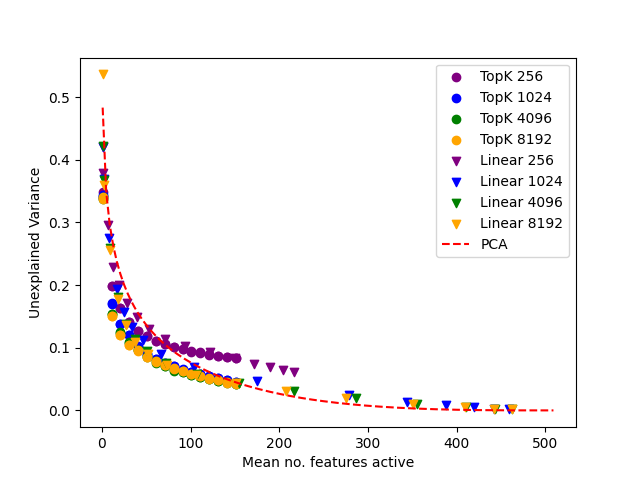 TopK 256
TopK 1024
TopK 4096
TopK 8192
Linear 256
Linear 1024
Linear 4096
Linear 8192
PCA
Unexplained Variance
0.5
0.4
0.3
0.2
0.1
0.0
0 100 200 300 400 500
Mean no. features active